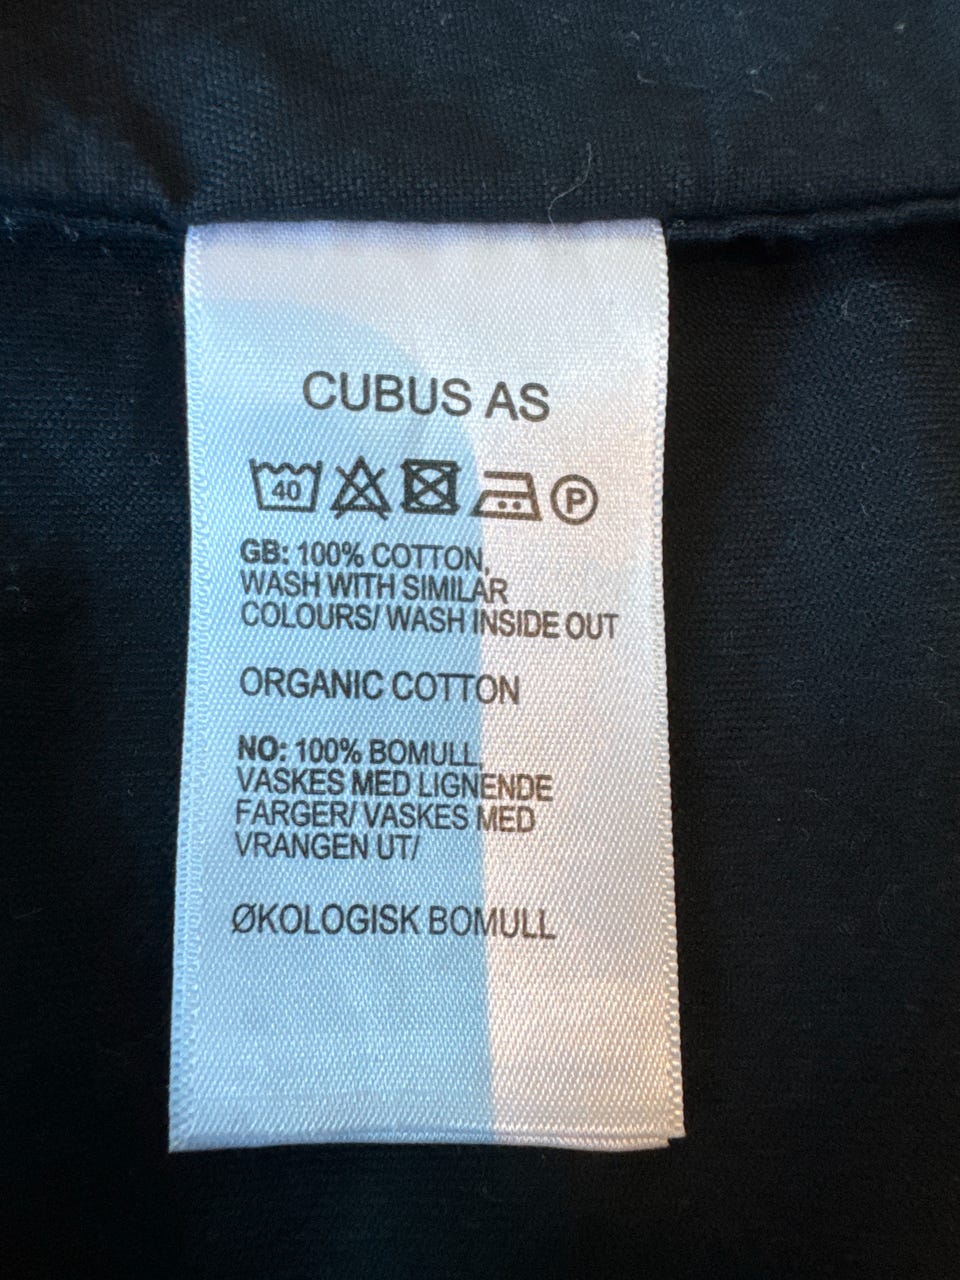 CUBUS AS
40 P
GB: 100% COTTON,
WASH WITH SIMILAR
COLOURS/ WASH INSIDE OUT
ORGANIC COTTON
NO: 100% BOMULL,
VASKES MED LIGNENDE
FARGER/ VASKES MED
VRANGEN UT/
ØKOLOGISK BOMULL